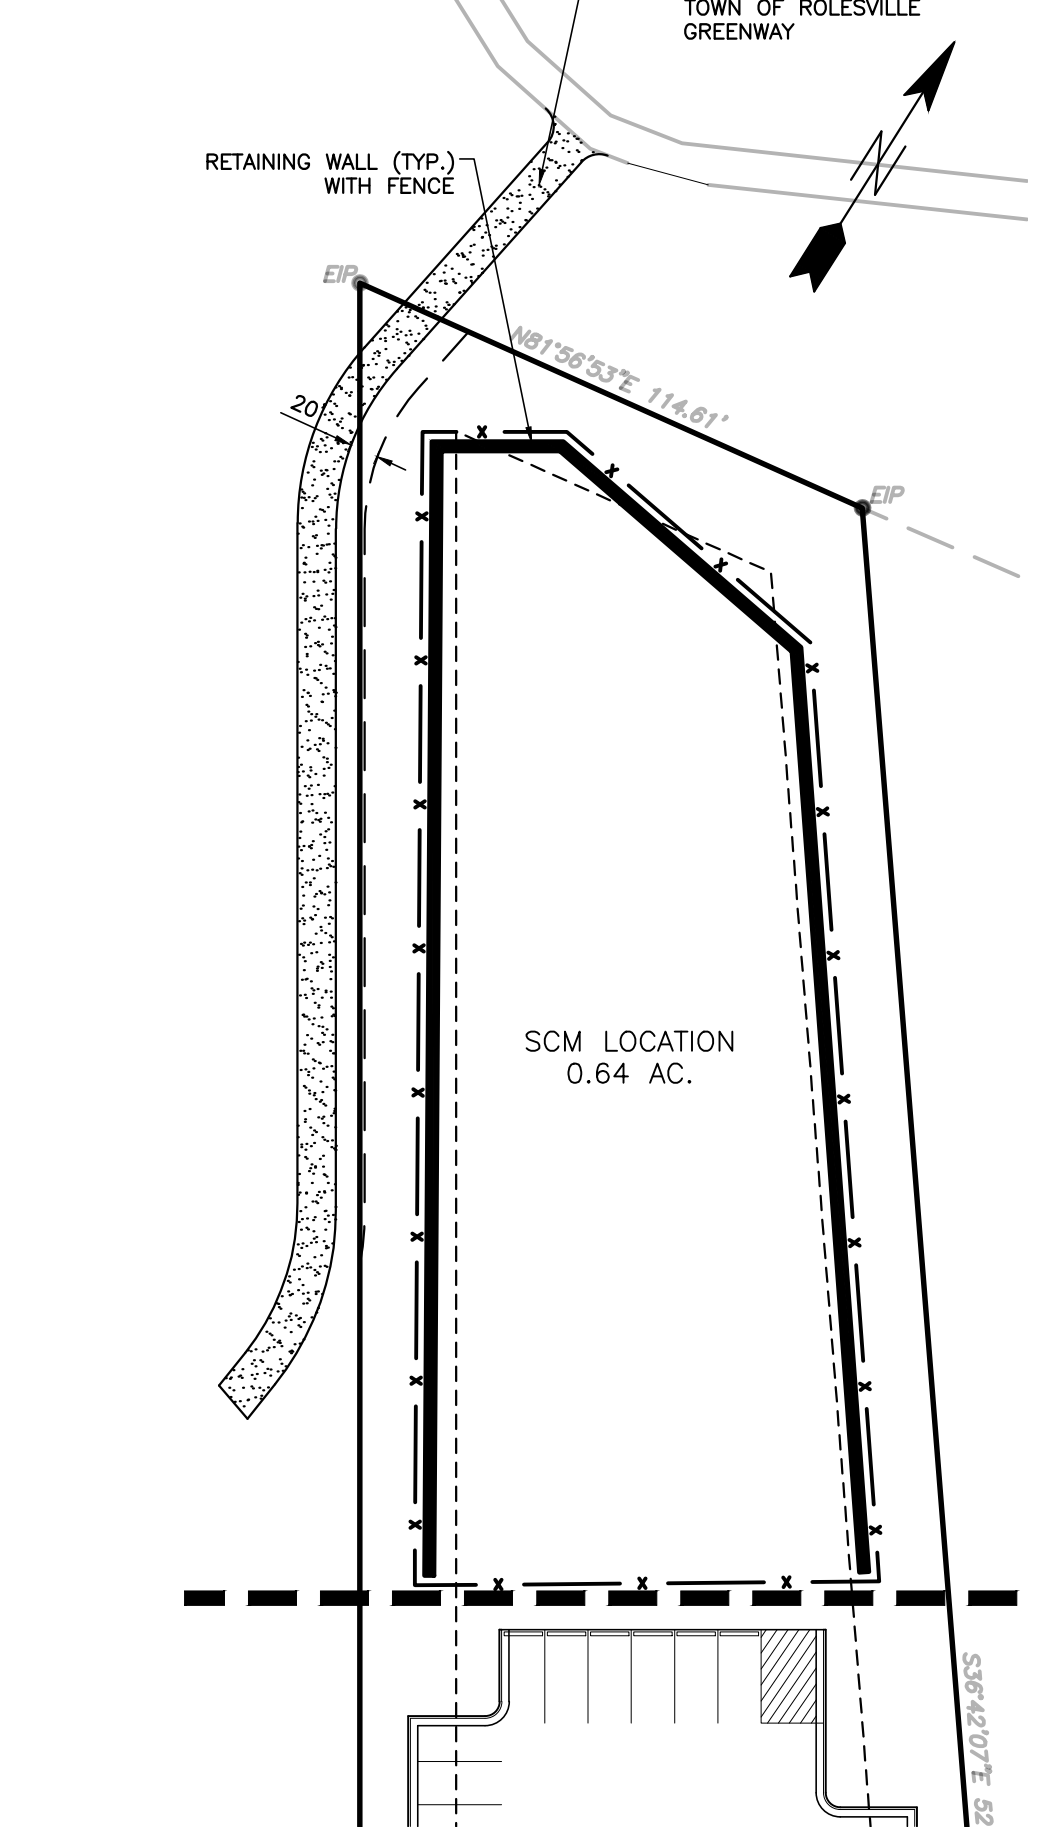 TOWN OF ROLESVILLE
GREENWAY
RETAINING WALL (TYP.)
WITH FENCE
EIP
N81°56'53"E 114.61'
20'
EIP
SCM LOCATION
0.64 AC.
S36°42'07"E 52